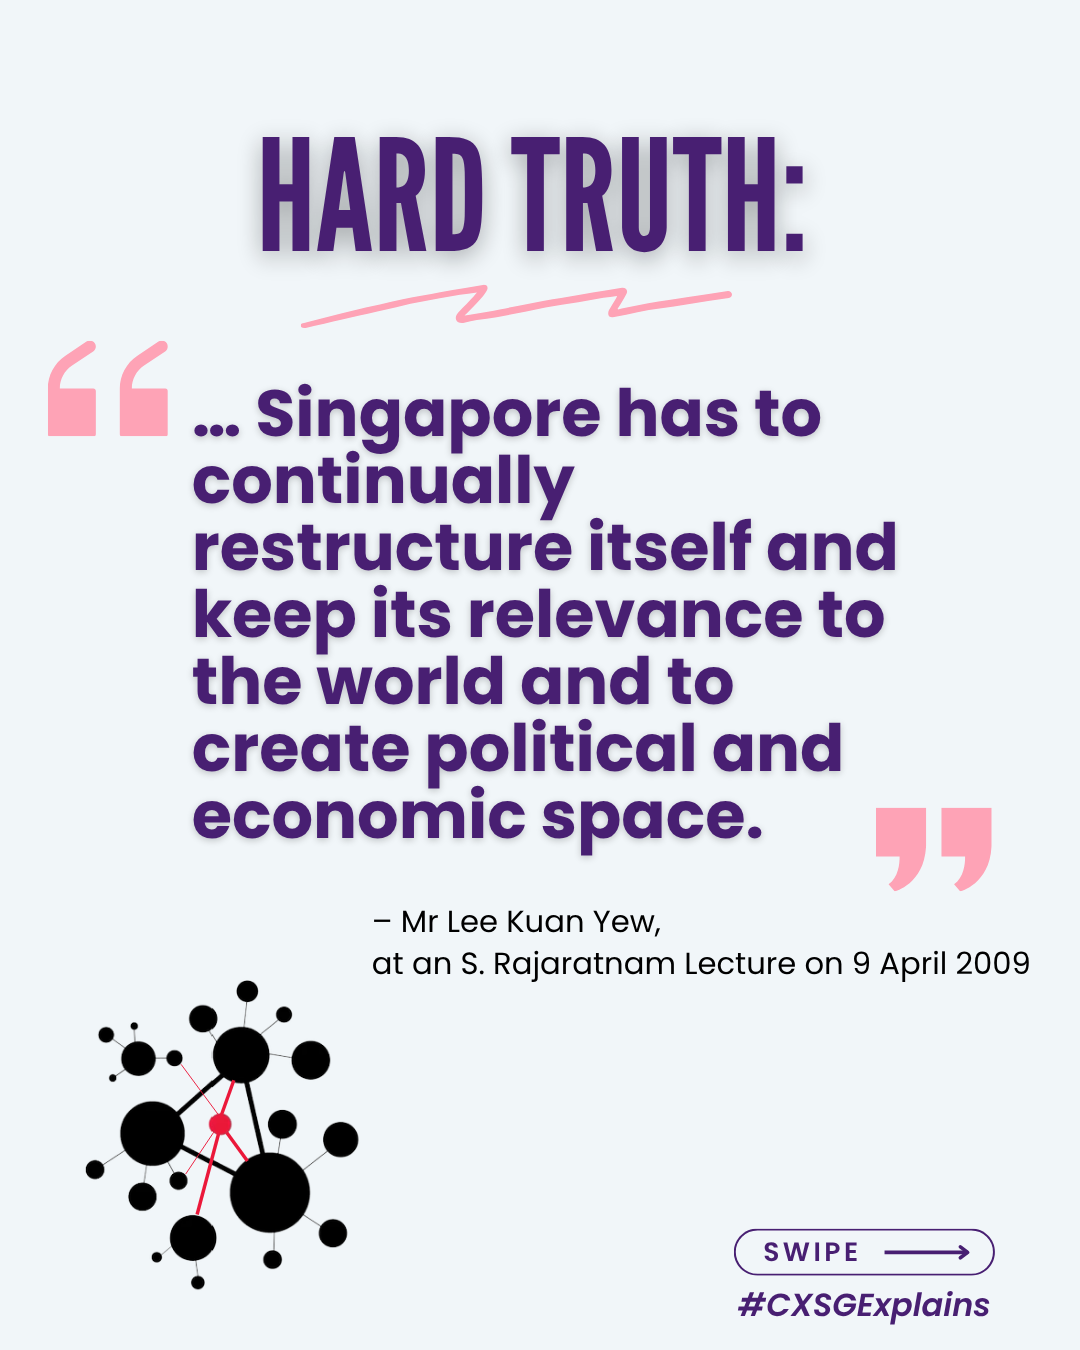 HARD TRUTH:
“
... Singapore has to
continually
restructure itself and
keep its relevance to
the world and to
create political and
economic space.
”
– Mr Lee Kuan Yew,
at an S. Rajaratnam Lecture on 9 April 2009
SWIPE
#CXSGExplains